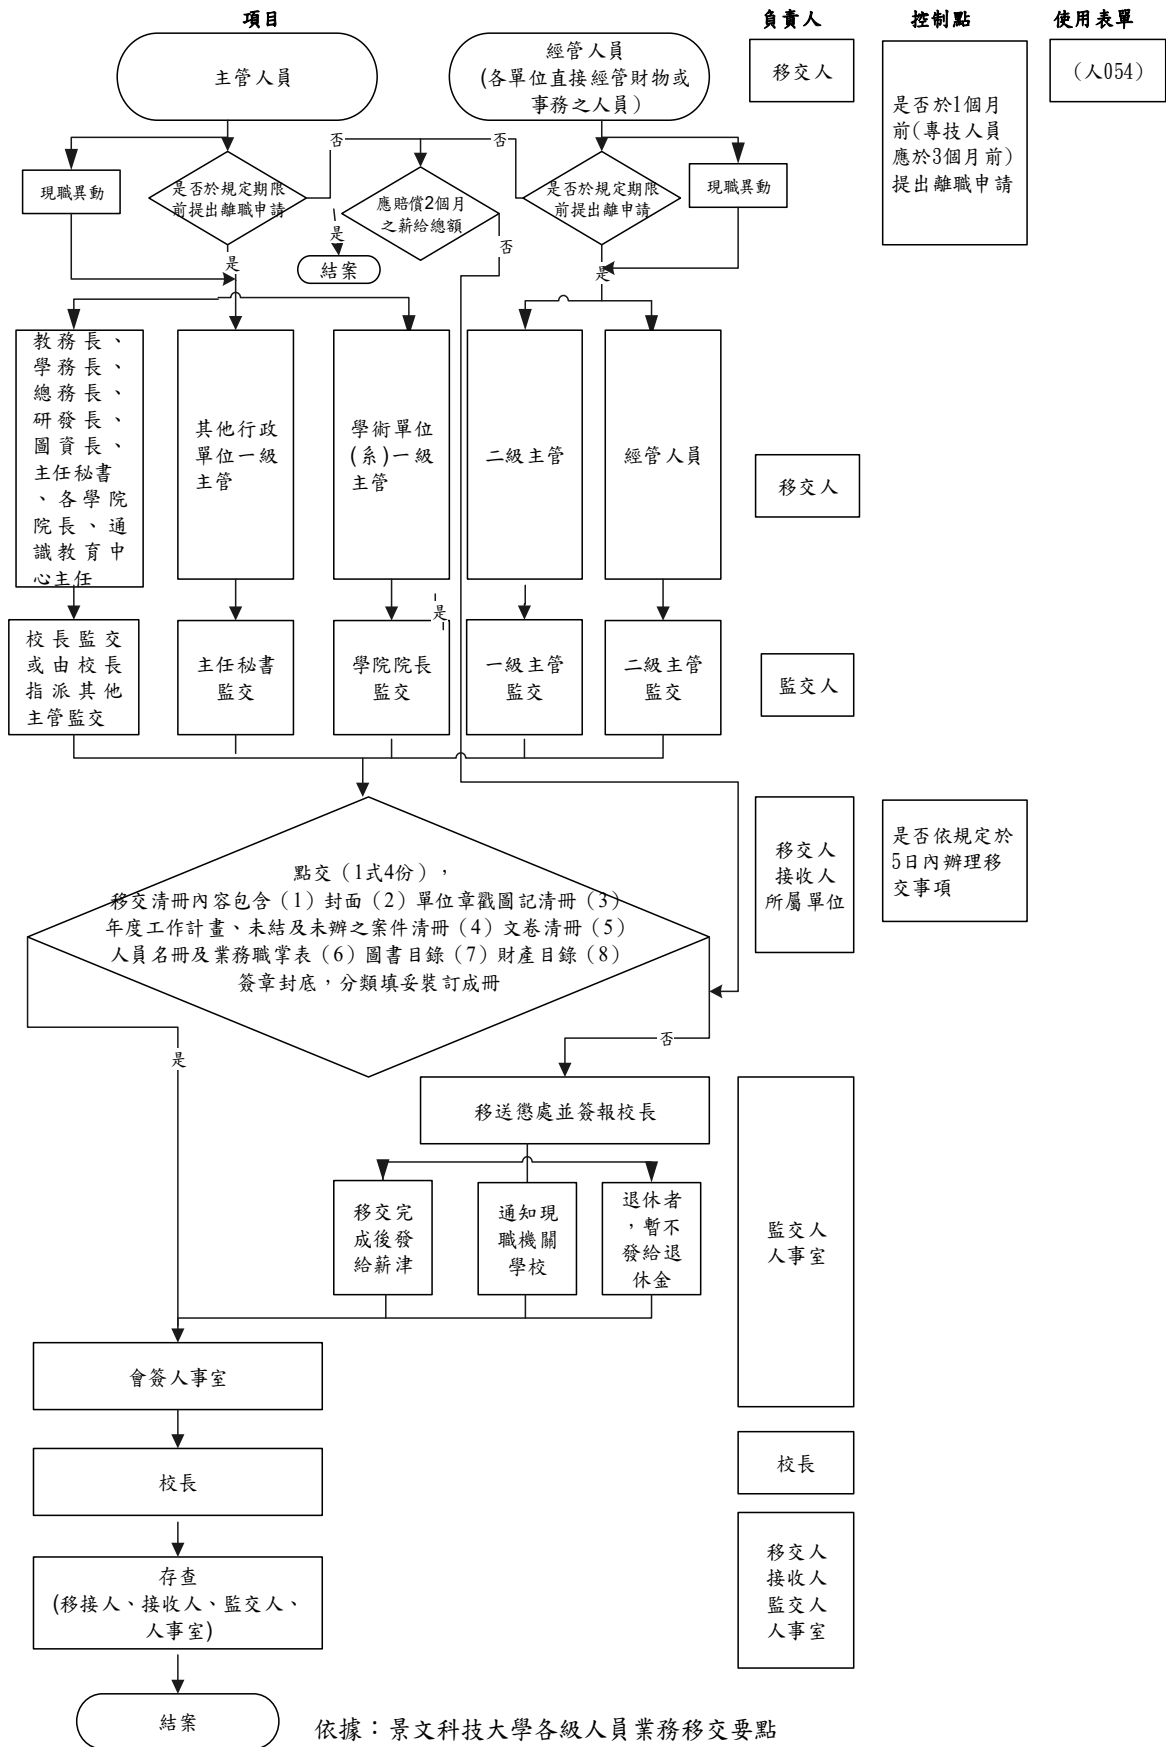 項目
負責人
控制點
使用表單
主管人員
經管人員
(各單位直接經管財物或
事務之人員)
移交人
是否於1個月
前(專技人員
應於3個月前)
提出離職申請
(人054)
否
否
現職異動
是否於規定期限
前提出離職申請
應賠償2個月
之薪給總額
是否於規定期限
前提出離申請
現職異動
是
否
是
結案
是
教務長、
學務長、
總務長、
研發長、
圖資長、
主任秘書
、各學院
院長、通
識教育中
心主任
其他行政
單位一級
主管
學術單位
(系)一級
主管
二級主管
經管人員
移交人
是
校長監交
或由校長
指派其他
主管監交
主任秘書
監交
學院院長
監交
一級主管
監交
二級主管
監交
監交人
點交(1式4份),
移交清冊內容包含(1)封面(2)單位章戳圖記清冊(3)
年度工作計畫、未結及未辦之案件清冊(4)文卷清冊(5)
人員名冊及業務職掌表(6)圖書目錄(7)財產目錄(8)
簽章封底,分類填妥裝訂成冊
移交人
接收人
所屬單位
是否依規定於
5日內辦理移
交事項
是
否
移送懲處並簽報校長
移交完
成後發
給薪津
通知現
職機關
學校
退休者
,暫不
發給退
休金
監交人
人事室
會簽人事室
校長
校長
存查
(移接人、接收人、監交人、
人事室)
移交人
接收人
監交人
人事室
結案
依據：景文科技大學各級人員業務移交要點